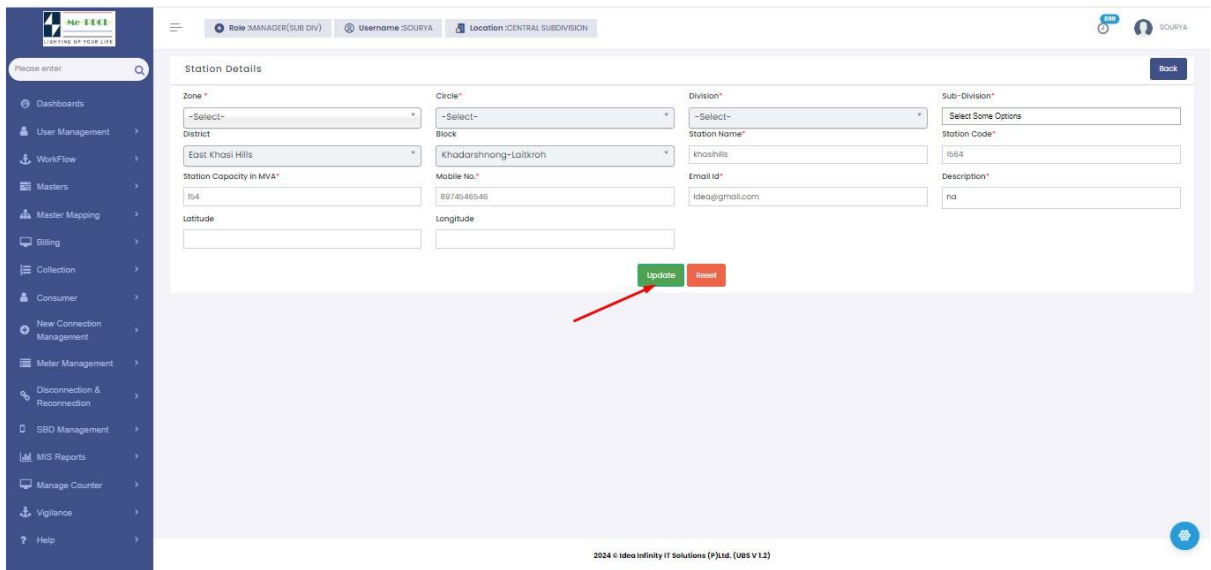 Me-PDCL
LIGHTING UP YOUR LIFE
Role :MANAGER(SUB DIV) Username :SOURYA Location :CENTRAL SUBDIVISION
899
SOURYA
Please enter
Dashboards
User Management
WorkFlow
Masters
Master Mapping
Billing
Collection
Consumer
New Connection
Management
Meter Management
Disconnection &
Reconnection
SBD Management
MIS Reports
Manage Counter
Vigilance
Help
Station Details Back
Zone * Circle* Division* Sub-Division*
-Select- -Select- -Select- Select Some Options
District Block Station Name* Station Code*
East Khasi Hills Khadarshnong-Laitkroh khasihills 1564
Station Capacity in MVA* Mobile No.* Email Id* Description*
154 8974546546 Idea@gmail.com na
Latitude Longitude
Update Reset
2024 © Idea Infinity IT Solutions (P)Ltd. (UBS V 1.2)